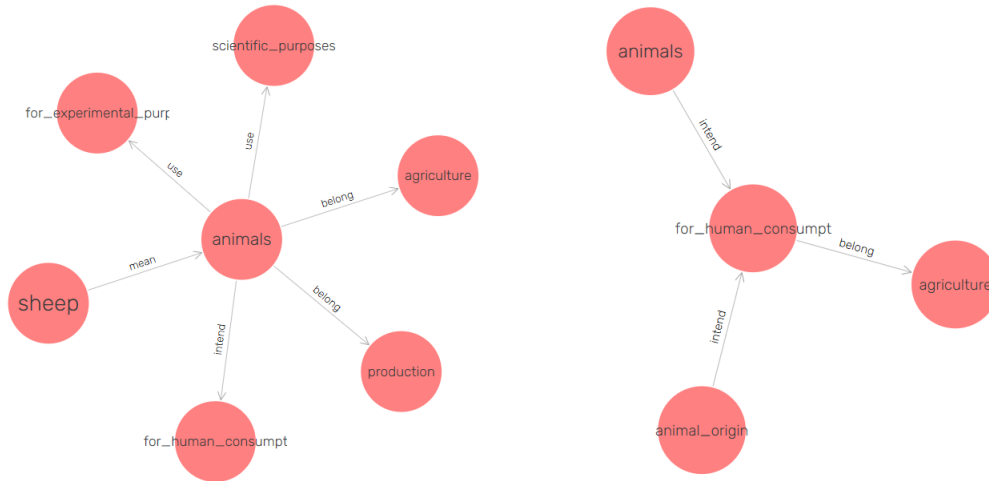 scientific_purposes
animals
for_experimental_purp
use
use
intend
agriculture
belong
for_human_consumpt
animals
belong
mean
agriculture
sheep
belong
intend
intend
production
animal_origin
for_human_consumpt